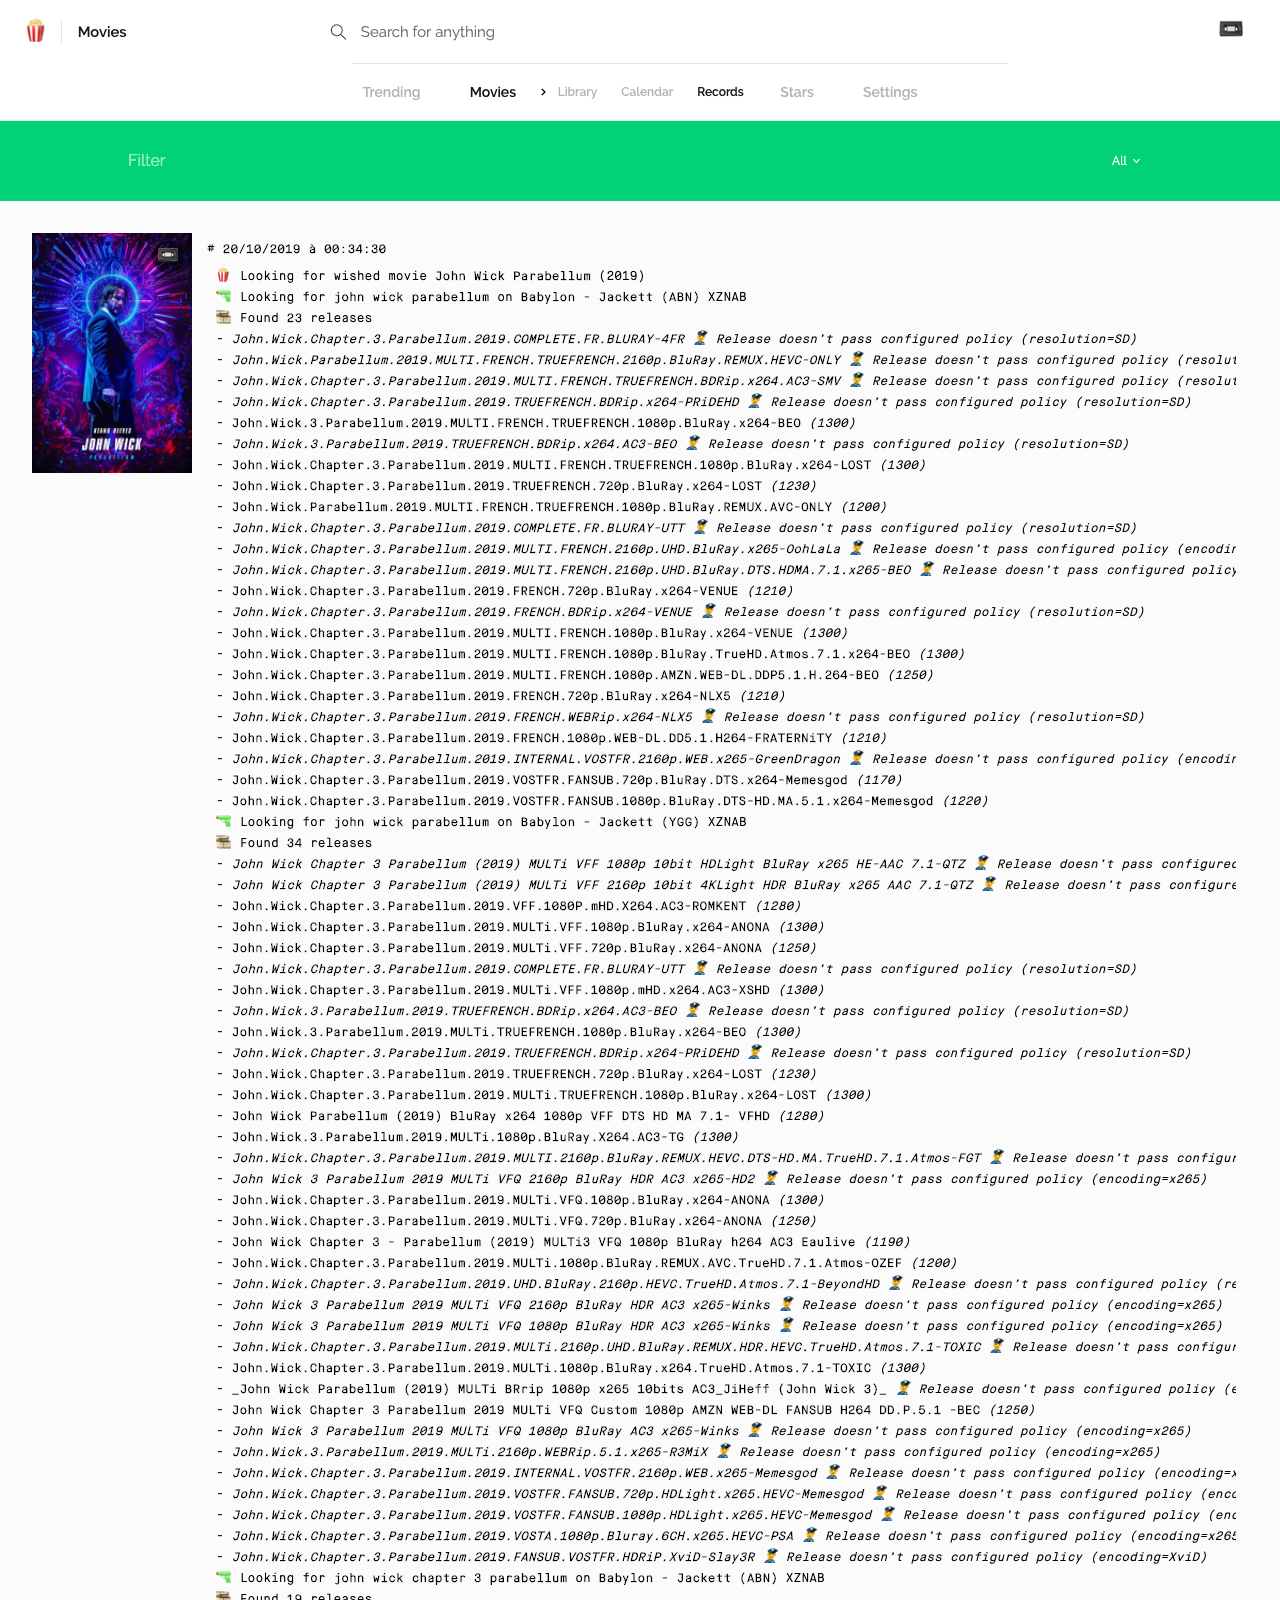 Movies
Search for anything
Trending Movies Library Calendar Records Stars Settings
Filter All
KEANU REEVES
JOHN WICK
PARABELLUM
# 20/10/2019 à 00:34:30
Looking for wished movie John Wick Parabellum (2019)
Looking for john wick parabellum on Babylon - Jackett (ABN) XZNAB
Found 23 releases
- John.Wick.Chapter.3.Parabellum.2019.COMPLETE.FR.BLURAY-4FR 👮 Release doesn't pass configured policy (resolution=SD)
- John.Wick.Parabellum.2019.MULTI.FRENCH.TRUEFRENCH.2160p.BluRay.REMUX.HEVC-ONLY 👮 Release doesn't pass configured policy (resolut
- John.Wick.Chapter.3.Parabellum.2019.MULTI.FRENCH.TRUEFRENCH.BDRip.x264.AC3-SMV 👮 Release doesn't pass configured policy (resolut
- John.Wick.Chapter.3.Parabellum.2019.TRUEFRENCH.BDRip.x264-PRiDEHD 👮 Release doesn't pass configured policy (resolution=SD)
- John.Wick.3.Parabellum.2019.MULTI.FRENCH.TRUEFRENCH.1080p.BluRay.x264-BEO (1300)
- John.Wick.3.Parabellum.2019.TRUEFRENCH.BDRip.x264.AC3-BEO 👮 Release doesn't pass configured policy (resolution=SD)
- John.Wick.Chapter.3.Parabellum.2019.MULTI.FRENCH.TRUEFRENCH.1080p.BluRay.x264-LOST (1300)
- John.Wick.Chapter.3.Parabellum.2019.TRUEFRENCH.720p.BluRay.x264-LOST (1230)
- John.Wick.Parabellum.2019.MULTI.FRENCH.TRUEFRENCH.1080p.BluRay.REMUX.AVC-ONLY (1200)
- John.Wick.Chapter.3.Parabellum.2019.COMPLETE.FR.BLURAY-UTT 👮 Release doesn't pass configured policy (resolution=SD)
- John.Wick.Chapter.3.Parabellum.2019.MULTI.FRENCH.2160p.UHD.BluRay.x265-OohLaLa 👮 Release doesn't pass configured policy (encodin
- John.Wick.Chapter.3.Parabellum.2019.MULTI.FRENCH.2160p.UHD.BluRay.DTS.HDMA.7.1.x265-BEO 👮 Release doesn't pass configured policy
- John.Wick.Chapter.3.Parabellum.2019.FRENCH.720p.BluRay.x264-VENUE (1210)
- John.Wick.Chapter.3.Parabellum.2019.FRENCH.BDRip.x264-VENUE 👮 Release doesn't pass configured policy (resolution=SD)
- John.Wick.Chapter.3.Parabellum.2019.MULTI.FRENCH.1080p.BluRay.x264-VENUE (1300)
- John.Wick.Chapter.3.Parabellum.2019.MULTI.FRENCH.1080p.BluRay.TrueHD.Atmos.7.1.x264-BEO (1300)
- John.Wick.Chapter.3.Parabellum.2019.MULTI.FRENCH.1080p.AMZN.WEB-DL.DDP5.1.H.264-BEO (1250)
- John.Wick.Chapter.3.Parabellum.2019.FRENCH.720p.BluRay.x264-NLX5 (1210)
- John.Wick.Chapter.3.Parabellum.2019.FRENCH.WEBRip.x264-NLX5 👮 Release doesn't pass configured policy (resolution=SD)
- John.Wick.Chapter.3.Parabellum.2019.FRENCH.1080p.WEB-DL.DD5.1.H264-FRATERNiTY (1210)
- John.Wick.Chapter.3.Parabellum.2019.INTERNAL.VOSTFR.2160p.WEB.x265-GreenDragon 👮 Release doesn't pass configured policy (encodin
- John.Wick.Chapter.3.Parabellum.2019.VOSTFR.FANSUB.720p.BluRay.DTS.x264-Memesgod (1170)
- John.Wick.Chapter.3.Parabellum.2019.VOSTFR.FANSUB.1080p.BluRay.DTS-HD.MA.5.1.x264-Memesgod (1220)
Looking for john wick parabellum on Babylon - Jackett (YGG) XZNAB
Found 34 releases
- John Wick Chapter 3 Parabellum (2019) MULTi VFF 1080p 10bit HDLight BluRay x265 HE-AAC 7.1-QTZ 👮 Release doesn't pass configured
- John Wick Chapter 3 Parabellum (2019) MULTi VFF 2160p 10bit 4KLight HDR BluRay x265 AAC 7.1-QTZ 👮 Release doesn't pass configure
- John.Wick.Chapter.3.Parabellum.2019.VFF.1080P.mHD.X264.AC3-ROMKENT (1280)
- John.Wick.Chapter.3.Parabellum.2019.MULTi.VFF.1080p.BluRay.x264-ANONA (1300)
- John.Wick.Chapter.3.Parabellum.2019.MULTi.VFF.720p.BluRay.x264-ANONA (1250)
- John.Wick.Chapter.3.Parabellum.2019.COMPLETE.FR.BLURAY-UTT 👮 Release doesn't pass configured policy (resolution=SD)
- John.Wick.Chapter.3.Parabellum.2019.MULTi.VFF.1080p.mHD.x264.AC3-XSHD (1300)
- John.Wick.3.Parabellum.2019.TRUEFRENCH.BDRip.x264.AC3-BEO 👮 Release doesn't pass configured policy (resolution=SD)
- John.Wick.3.Parabellum.2019.MULTi.TRUEFRENCH.1080p.BluRay.x264-BEO (1300)
- John.Wick.Chapter.3.Parabellum.2019.TRUEFRENCH.BDRip.x264-PRiDEHD 👮 Release doesn't pass configured policy (resolution=SD)
- John.Wick.Chapter.3.Parabellum.2019.TRUEFRENCH.720p.BluRay.x264-LOST (1230)
- John.Wick.Chapter.3.Parabellum.2019.MULTi.TRUEFRENCH.1080p.BluRay.x264-LOST (1300)
- John Wick Parabellum (2019) BluRay x264 1080p VFF DTS HD MA 7.1- VFHD (1280)
- John.Wick.3.Parabellum.2019.MULTi.1080p.BluRay.X264.AC3-TG (1300)
- John.Wick.Chapter.3.Parabellum.2019.MULTI.2160p.BluRay.REMUX.HEVC.DTS-HD.MA.TrueHD.7.1.Atmos-FGT 👮 Release doesn't pass configur
- John Wick 3 Parabellum 2019 MULTi VFQ 2160p BluRay HDR AC3 x265-HD2 👮 Release doesn't pass configured policy (encoding=x265)
- John.Wick.Chapter.3.Parabellum.2019.MULTi.VFQ.1080p.BluRay.x264-ANONA (1300)
- John.Wick.Chapter.3.Parabellum.2019.MULTi.VFQ.720p.BluRay.x264-ANONA (1250)
- John Wick Chapter 3 - Parabellum (2019) MULTi3 VFQ 1080p BluRay h264 AC3 Eaulive (1190)
- John.Wick.Chapter.3.Parabellum.2019.MULTi.1080p.BluRay.REMUX.AVC.TrueHD.7.1.Atmos-OZEF (1200)
- John.Wick.Chapter.3.Parabellum.2019.UHD.BluRay.2160p.HEVC.TrueHD.Atmos.7.1-BeyondHD 👮 Release doesn't pass configured policy (re
- John Wick 3 Parabellum 2019 MULTi VFQ 2160p BluRay HDR AC3 x265-Winks 👮 Release doesn't pass configured policy (encoding=x265)
- John Wick 3 Parabellum 2019 MULTi VFQ 1080p BluRay HDR AC3 x265-Winks 👮 Release doesn't pass configured policy (encoding=x265)
- John.Wick.Chapter.3.Parabellum.2019.MULTi.2160p.UHD.BluRay.REMUX.HDR.HEVC.TrueHD.Atmos.7.1-TOXIC 👮 Release doesn't pass configur
- John.Wick.Chapter.3.Parabellum.2019.MULTi.1080p.BluRay.x264.TrueHD.Atmos.7.1-TOXIC (1300)
- _John Wick Parabellum (2019) MULTi BRrip 1080p x265 10bits AC3_JiHeff (John Wick 3)_ 👮 Release doesn't pass configured policy (e
- John Wick Chapter 3 Parabellum 2019 MULTi VFQ Custom 1080p AMZN WEB-DL FANSUB H264 DD.P.5.1 -BEC (1250)
- John Wick 3 Parabellum 2019 MULTi VFQ 1080p BluRay AC3 x265-Winks 👮 Release doesn't pass configured policy (encoding=x265)
- John.Wick.3.Parabellum.2019.MULTi.2160p.WEBRip.5.1.x265-R3MiX 👮 Release doesn't pass configured policy (encoding=x265)
- John.Wick.Chapter.3.Parabellum.2019.INTERNAL.VOSTFR.2160p.WEB.x265-Memesgod 👮 Release doesn't pass configured policy (encoding=x
- John.Wick.Chapter.3.Parabellum.2019.VOSTFR.FANSUB.720p.HDLight.x265.HEVC-Memesgod 👮 Release doesn't pass configured policy (enco
- John.Wick.Chapter.3.Parabellum.2019.VOSTFR.FANSUB.1080p.HDLight.x265.HEVC-Memesgod 👮 Release doesn't pass configured policy (enc
- John.Wick.Chapter.3.Parabellum.2019.VOSTA.1080p.Bluray.6CH.x265.HEVC-PSA 👮 Release doesn't pass configured policy (encoding=x265
- John.Wick.Chapter.3.Parabellum.2019.FANSUB.VOSTFR.HDRiP.XviD-Slay3R 👮 Release doesn't pass configured policy (encoding=XviD)
Looking for john wick chapter 3 parabellum on Babylon - Jackett (ABN) XZNAB
Found 19 releases